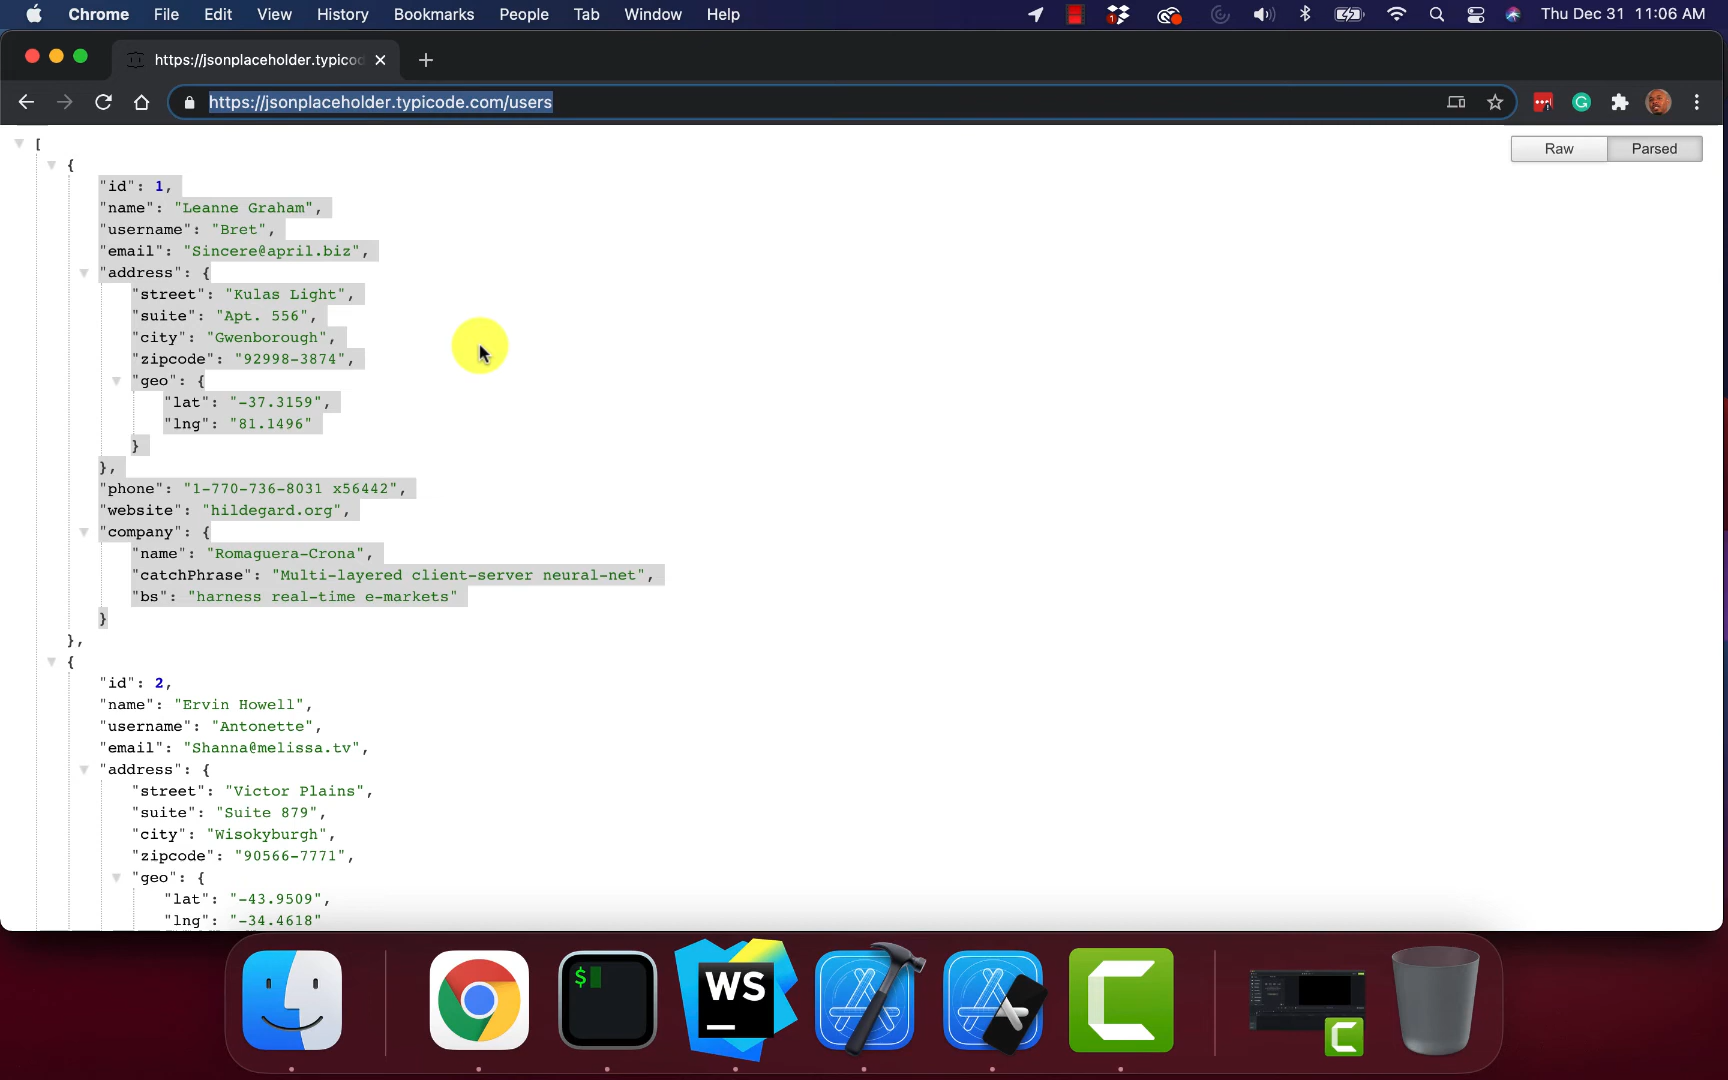 Chrome File Edit View History Bookmarks People Tab Window Help Thu Dec 31 11:06 AM
https://jsonplaceholder.typico
https://jsonplaceholder.typicode.com/users
Raw Parsed
[
{
"id": 1,
"name": "Leanne Graham",
"username": "Bret",
"email": "Sincere@april.biz",
"address": {
"street": "Kulas Light",
"suite": "Apt. 556",
"city": "Gwenborough",
"zipcode": "92998-3874",
"geo": {
"lat": "-37.3159",
"lng": "81.1496"
}
},
"phone": "1-770-736-8031 x56442",
"website": "hildegard.org",
"company": {
"name": "Romaguera-Crona",
"catchPhrase": "Multi-layered client-server neural-net",
"bs": "harness real-time e-markets"
}
},
{
"id": 2,
"name": "Ervin Howell",
"username": "Antonette",
"email": "Shanna@melissa.tv",
"address": {
"street": "Victor Plains",
"suite": "Suite 879",
"city": "Wisokyburgh",
"zipcode": "90566-7771",
"geo": {
"lat": "-43.9509",
"lng": "-34.4618"
$
WS